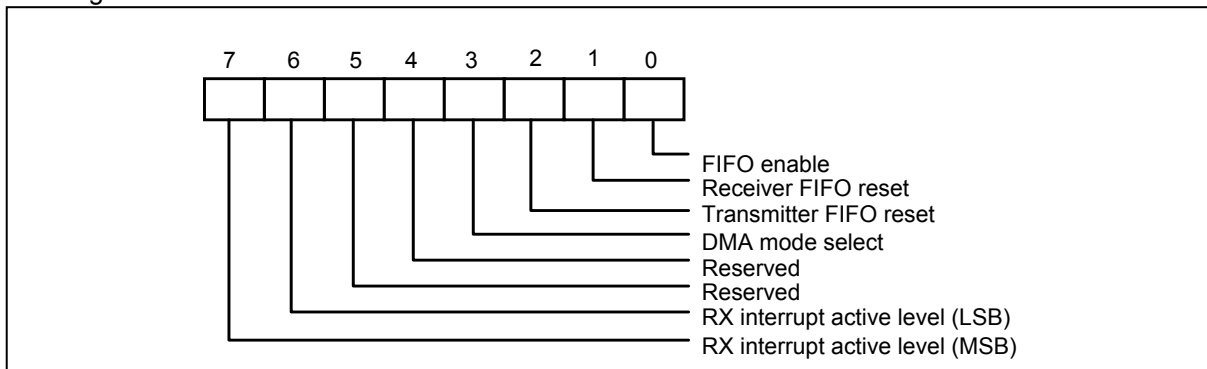 7 6 5 4 3 2 1 0
FIFO enable
Receiver FIFO reset
Transmitter FIFO reset
DMA mode select
Reserved
Reserved
RX interrupt active level (LSB)
RX interrupt active level (MSB)